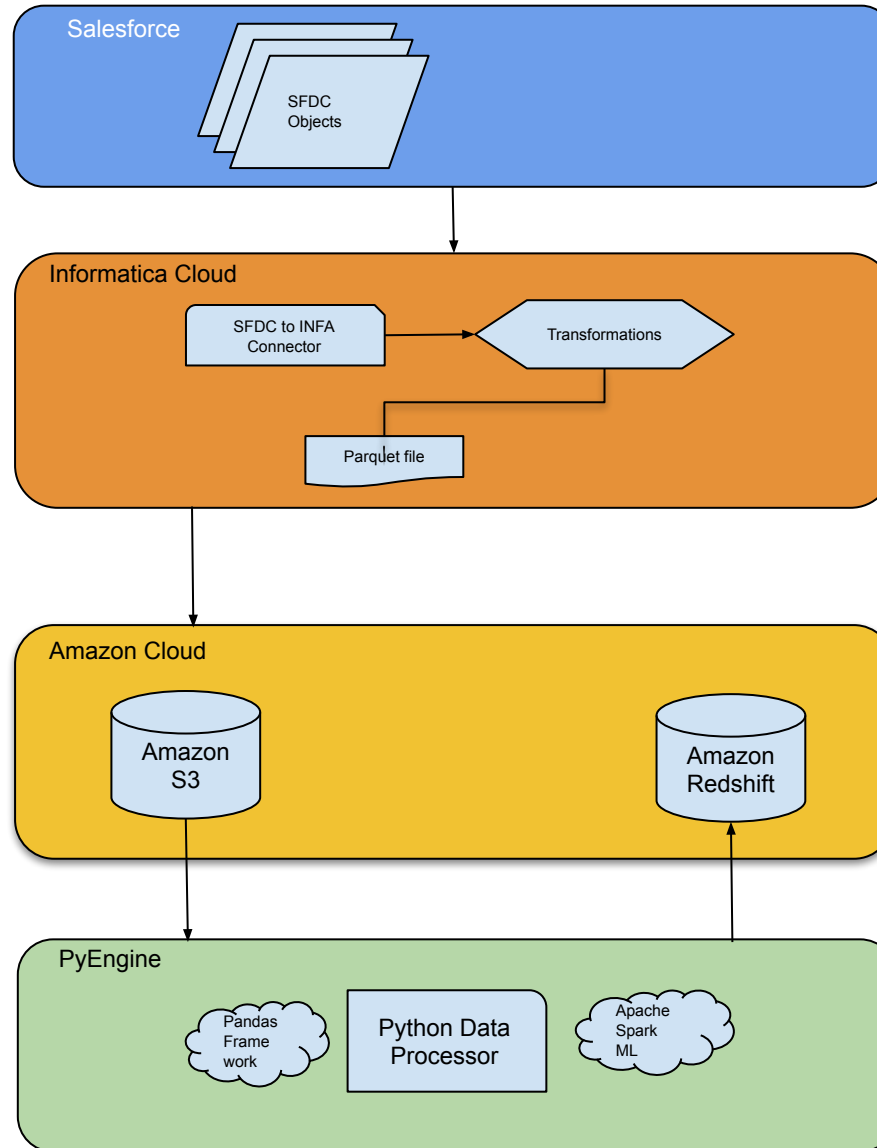 Salesforce
SFDC
Objects
Informatica Cloud
SFDC to INFA
Connector
Transformations
Parquet file
Amazon Cloud
Amazon
S3
Amazon
Redshift
PyEngine
Pandas
Frame
work
Python Data
Processor
Apache
Spark
ML